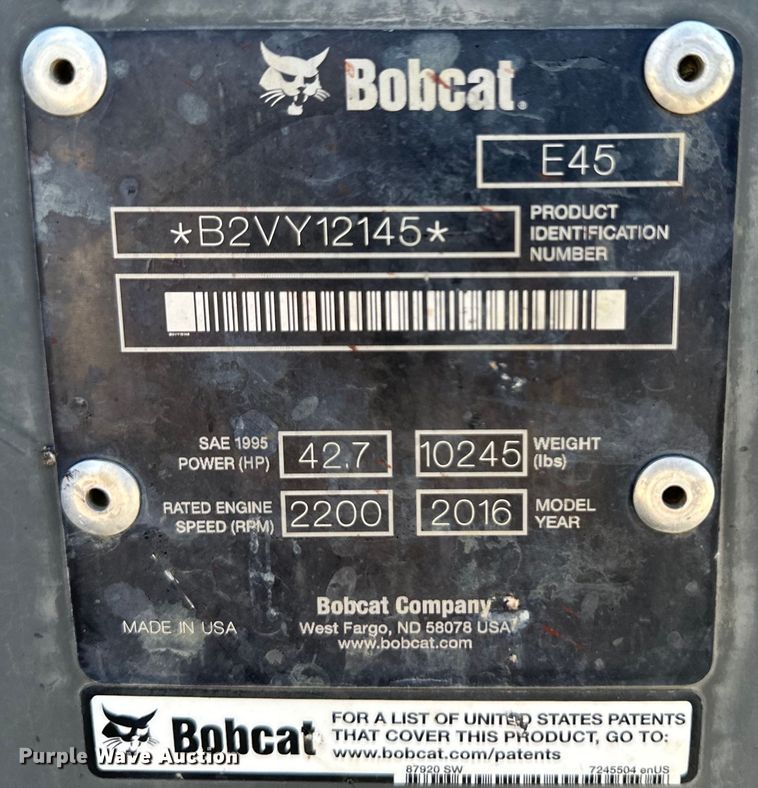 Bobcat®
E45
*B2VY12145*
PRODUCT
IDENTIFICATION
NUMBER
SAE 1995
POWER (HP)
42.7
10245
WEIGHT
(lbs)
RATED ENGINE
SPEED (RPM)
2200
2016
MODEL
YEAR
Bobcat Company
West Fargo, ND 58078 USA
www.bobcat.com
MADE IN USA
Bobcat
FOR A LIST OF UNITED STATES PATENTS
THAT COVER THIS PRODUCT, GO TO:
www.bobcat.com/patents
87920 SW
7245504 enUS
Purple Wave Auction